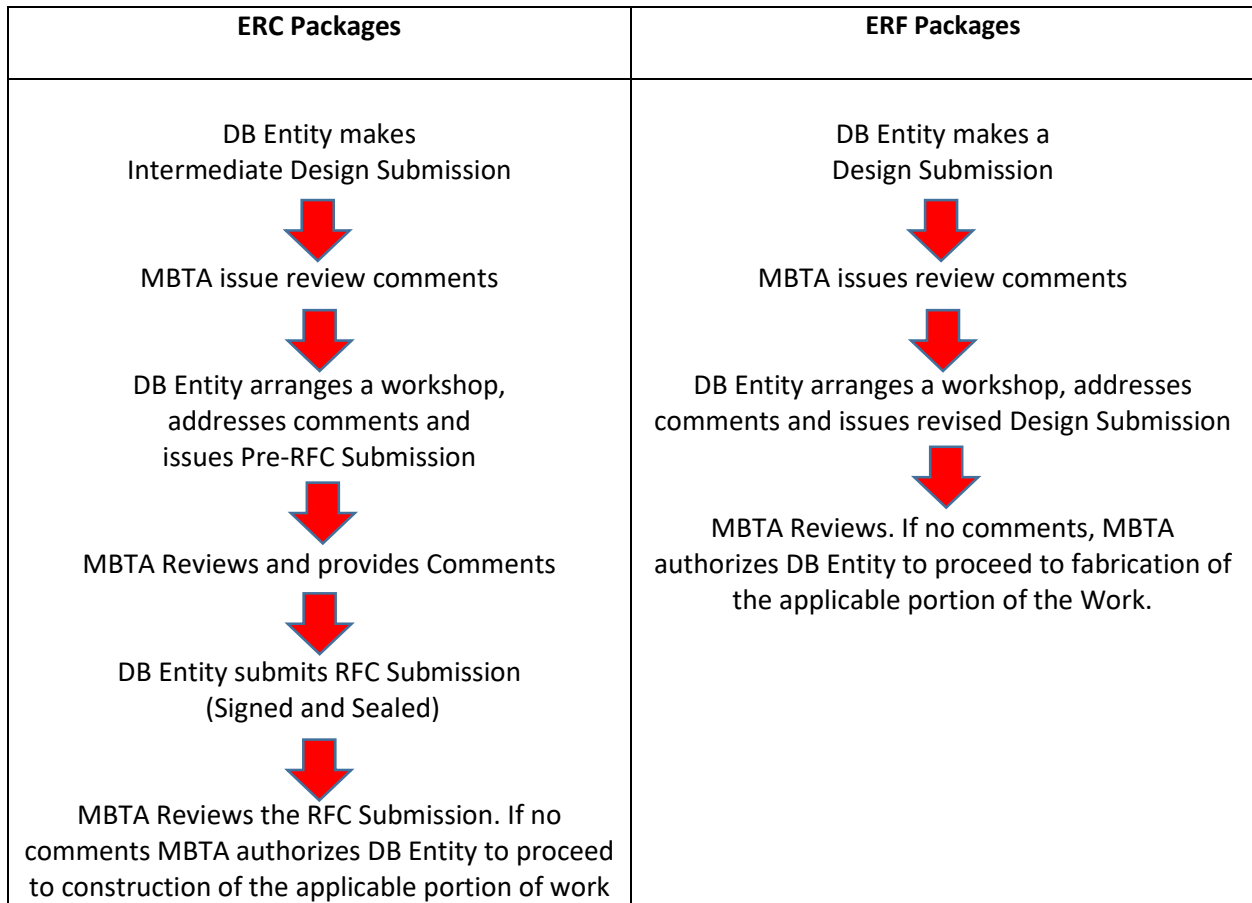 ERC Packages
ERF Packages
DB Entity makes
Intermediate Design Submission
MBTA issue review comments
DB Entity arranges a workshop,
addresses comments and
issues Pre-RFC Submission
MBTA Reviews and provides Comments
DB Entity submits RFC Submission
(Signed and Sealed)
MBTA Reviews the RFC Submission. If no
comments MBTA authorizes DB Entity to proceed
to construction of the applicable portion of work
DB Entity makes a
Design Submission
MBTA issues review comments
DB Entity arranges a workshop, addresses
comments and issues revised Design Submission
MBTA Reviews. If no comments, MBTA
authorizes DB Entity to proceed to fabrication of
the applicable portion of the Work.